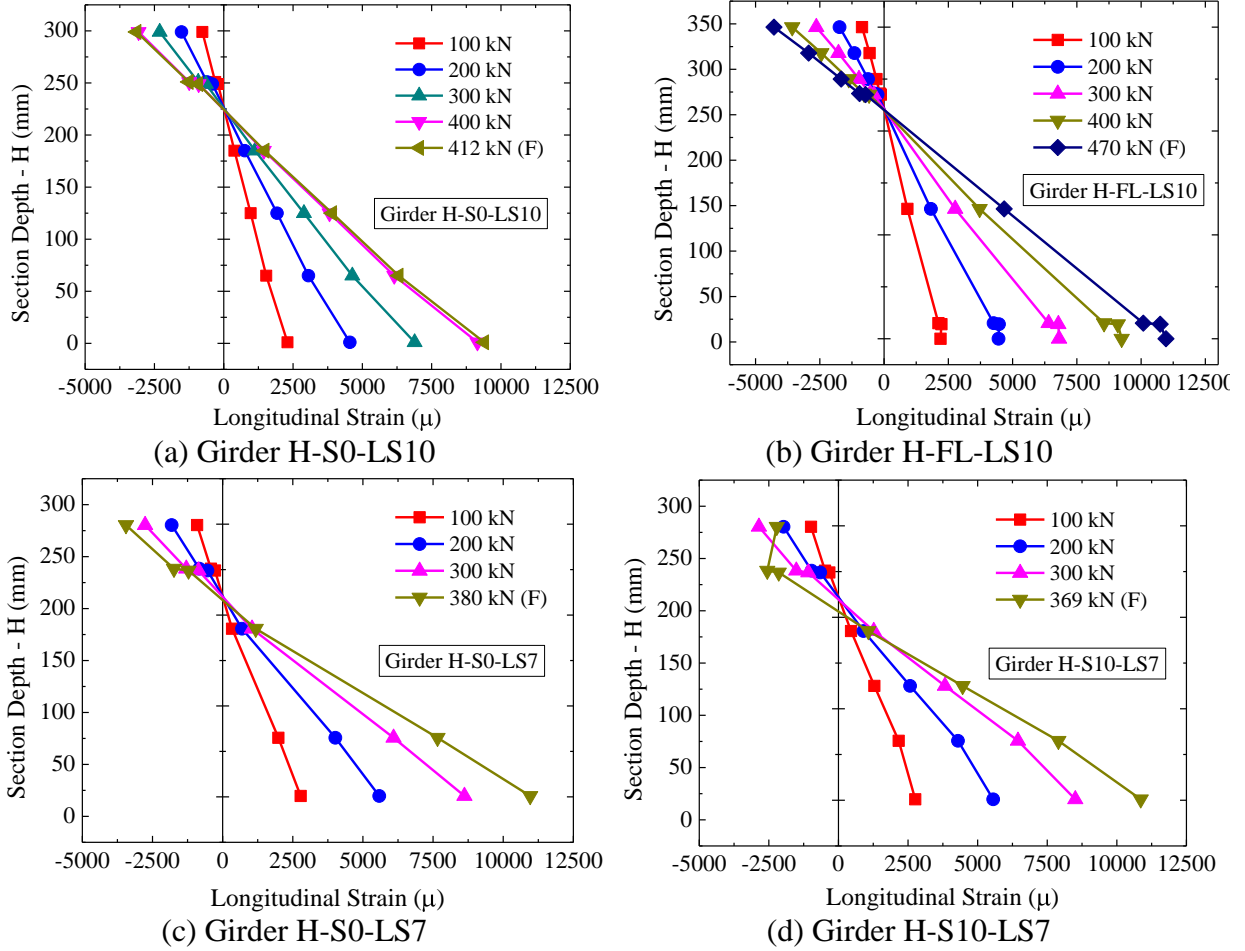 300
250
200
150
100
50
0
Section Depth - H (mm)
100 kN
200 kN
300 kN
400 kN
412 kN (F)
Girder H-S0-LS10
-5000 -2500 0 2500 5000 7500 10000 12500
Longitudinal Strain (μ)
(a) Girder H-S0-LS10
350
300
250
200
150
100
50
0
Section Depth - H (mm)
100 kN
200 kN
300 kN
400 kN
470 kN (F)
Girder H-FL-LS10
-5000 -2500 0 2500 5000 7500 10000 12500
Longitudinal Strain (μ)
(b) Girder H-FL-LS10
300
250
200
150
100
50
0
Section Depth - H (mm)
100 kN
200 kN
300 kN
380 kN (F)
Girder H-S0-LS7
-5000 -2500 0 2500 5000 7500 10000 12500
Longitudinal Strain (μ)
(c) Girder H-S0-LS7
300
250
200
150
100
50
0
Section Depth - H (mm)
100 kN
200 kN
300 kN
369 kN (F)
Girder H-S10-LS7
-5000 -2500 0 2500 5000 7500 10000 12500
Longitudinal Strain (μ)
(d) Girder H-S10-LS7